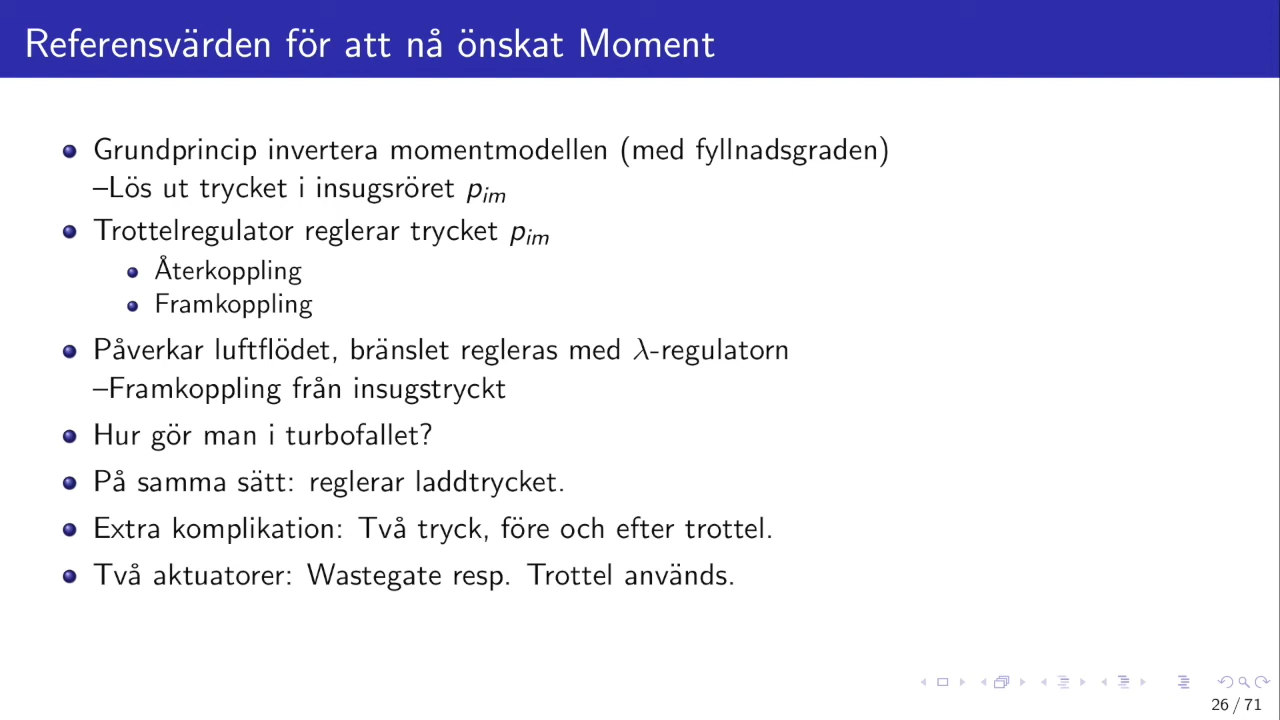 Referensvärden för att nå önskat Moment
Grundprincip invertera momentmodellen (med fyllnadsgraden)
–Lös ut trycket i insugsröret p_im
Trottelregulator reglerar trycket p_im
Återkoppling
Framkoppling
Påverkar luftflödet, bränslet regleras med λ-regulatorn
–Framkoppling från insugstryckt
Hur gör man i turbofallet?
På samma sätt: reglerar laddtrycket.
Extra komplikation: Två tryck, före och efter trottel.
Två aktuatorer: Wastegate resp. Trottel används.
26 / 71